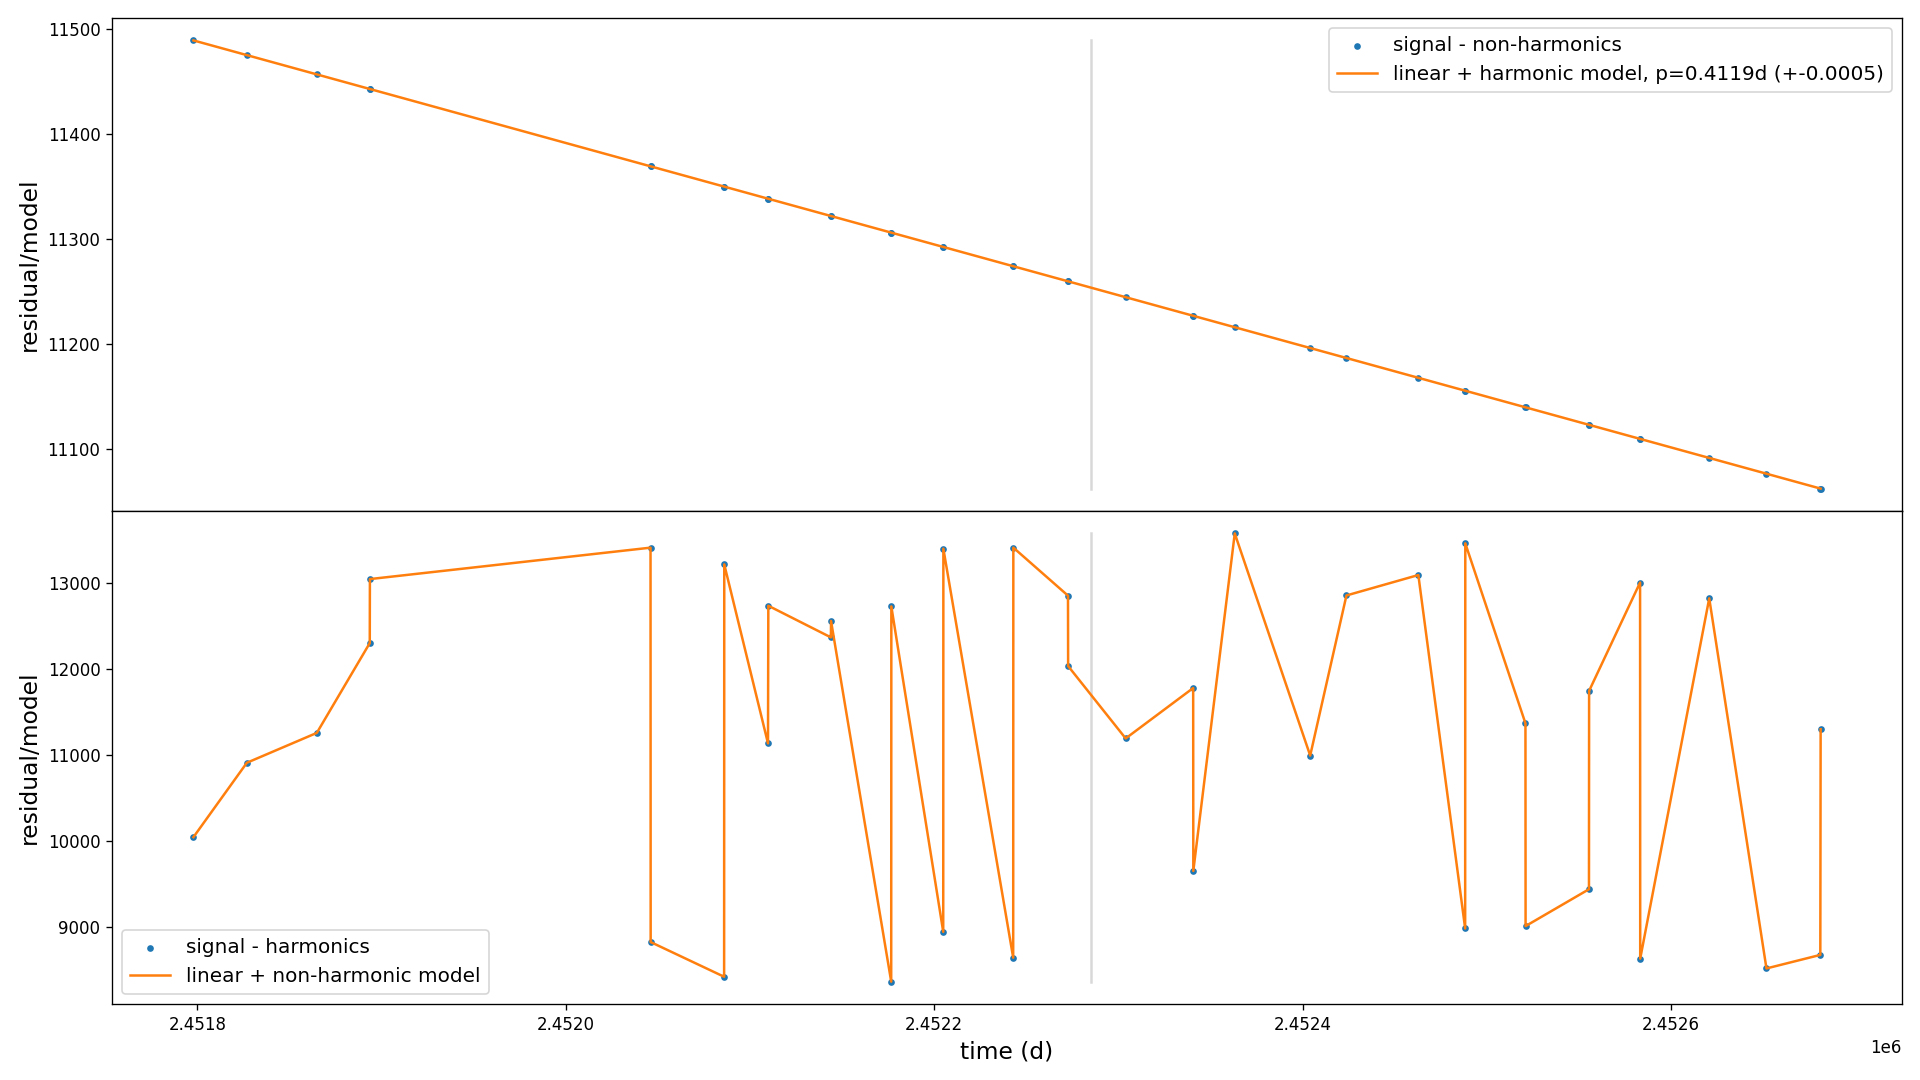 residual/model
11500
11400
11300
11200
11100
signal - non-harmonics
linear + harmonic model, p=0.4119d (+-0.0005)
residual/model
13000
12000
11000
10000
9000
signal - harmonics
linear + non-harmonic model
2.4518 2.4520 2.4522 2.4524 2.4526
1e6
time (d)